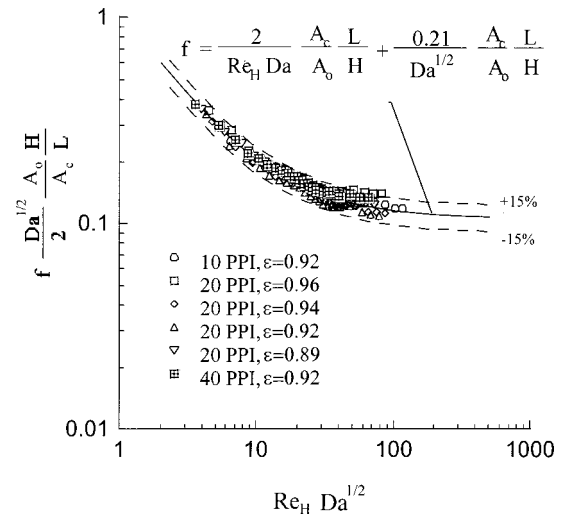 f = 2/(Re_H Da) A_c/A_o L/H + 0.21/Da^{1/2} A_c/A_o L/H
f Da^{1/2}/2 A_o/A_c H/L
1
0.1
0.01
+15%
-15%
10 PPI, ε=0.92
20 PPI, ε=0.96
20 PPI, ε=0.94
20 PPI, ε=0.92
20 PPI, ε=0.89
40 PPI, ε=0.92
1 10 100 1000
Re_H Da^{1/2}